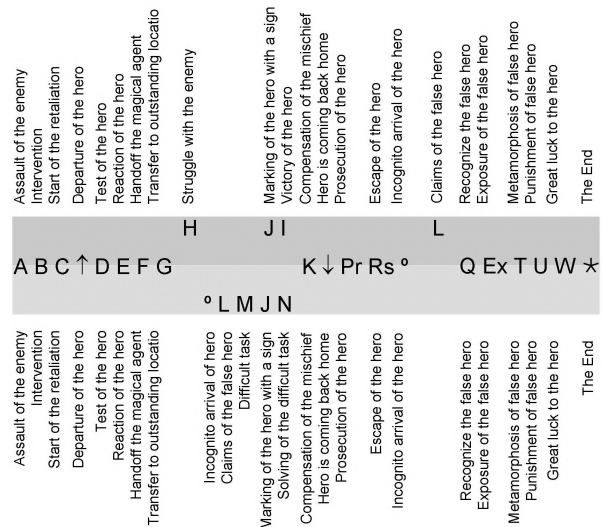 Assault of the enemy
Intervention
Start of the retaliation
Departure of the hero
Test of the hero
Reaction of the hero
Handoff the magical agent
Transfer to outstanding locatio
Struggle with the enemy
Marking of the hero with a sign
Victory of the hero
Compensation of the mischief
Hero is coming back home
Prosecution of the hero
Escape of the hero
Incognito arrival of the hero
Claims of the false hero
Recognize the false hero
Exposure of the false hero
Metamorphosis of false hero
Punishment of false hero
Great luck to the hero
The End
H J I L
A B C ↑ D E F G K ↓ Pr Rs º Q Ex T U W *
º L M J N
Assault of the enemy
Intervention
Start of the retaliation
Departure of the hero
Test of the hero
Reaction of the hero
Handoff the magical agent
Transfer to outstanding locatio
Incognito arrival of hero
Claims of the false hero
Difficult task
Marking of the hero with a sign
Solving of the difficult task
Compensation of the mischief
Hero is coming back home
Prosecution of the hero
Escape of the hero
Incognito arrival of the hero
Recognize the false hero
Exposure of the false hero
Metamorphosis of false hero
Punishment of false hero
Great luck to the hero
The End